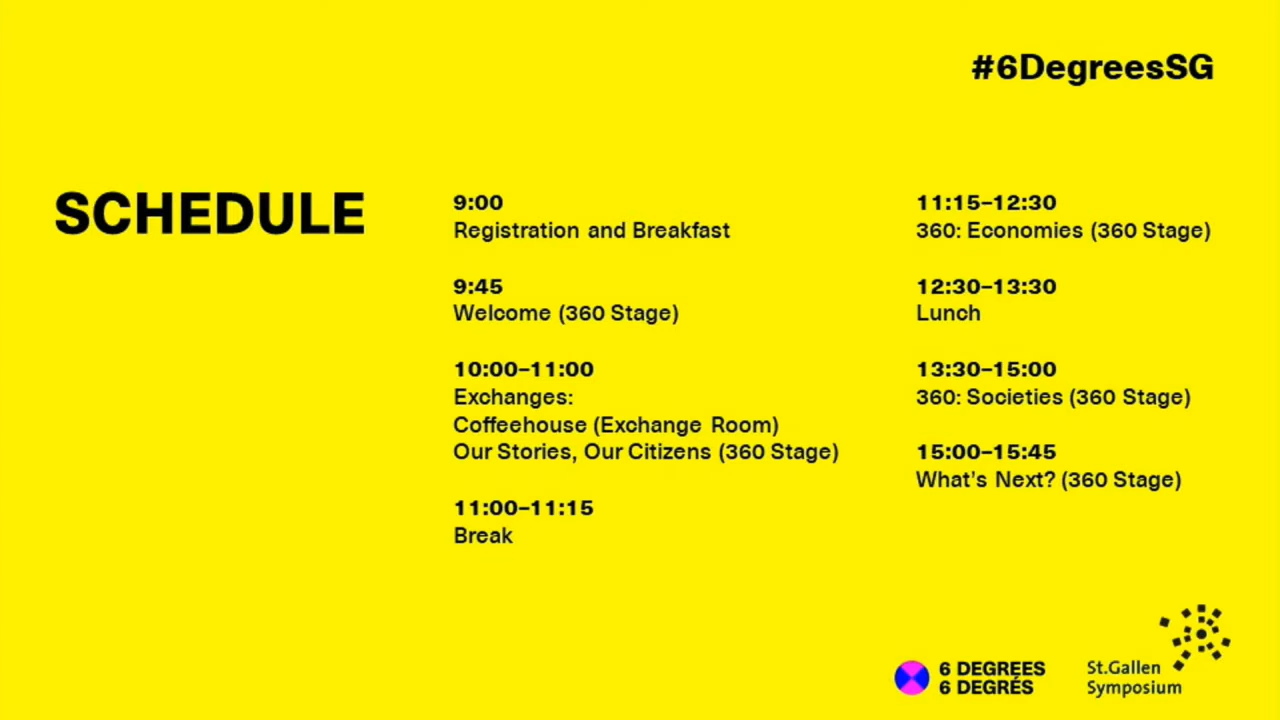 #6DegreesSG
SCHEDULE
9:00
Registration and Breakfast
9:45
Welcome (360 Stage)
10:00–11:00
Exchanges:
Coffeehouse (Exchange Room)
Our Stories, Our Citizens (360 Stage)
11:00–11:15
Break
11:15–12:30
360: Economies (360 Stage)
12:30–13:30
Lunch
13:30–15:00
360: Societies (360 Stage)
15:00–15:45
What's Next? (360 Stage)
6 DEGREES
6 DEGRÉS
St.Gallen
Symposium